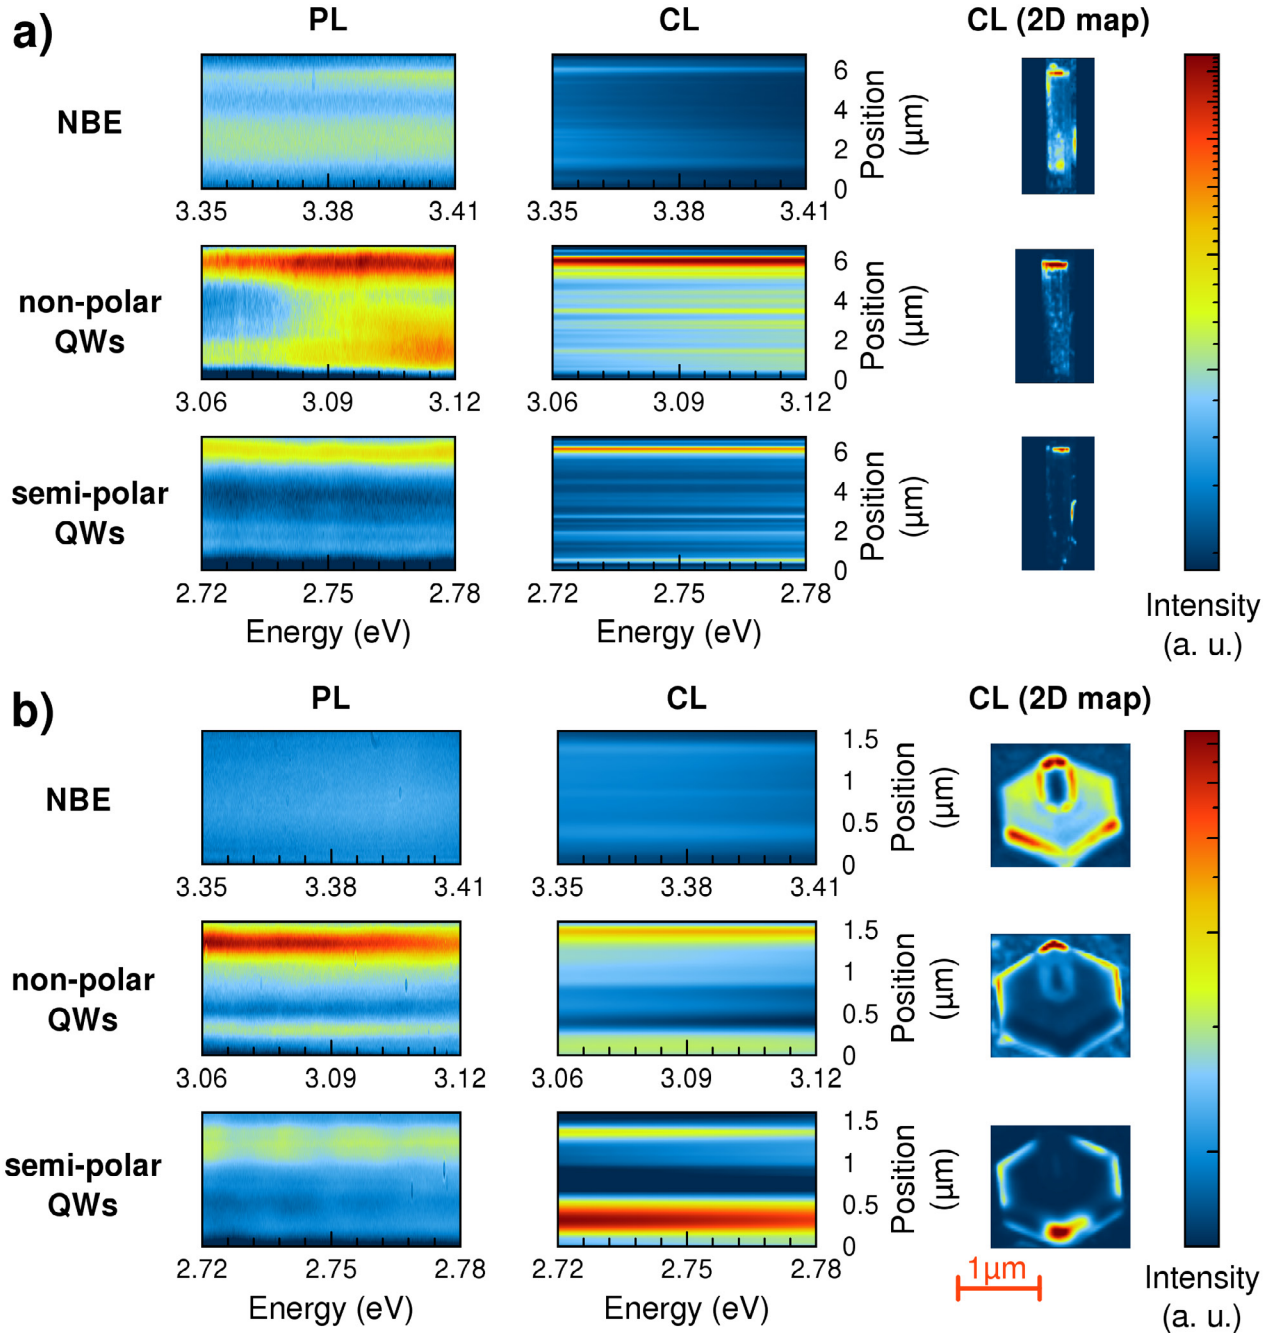 a)
PL
CL
CL (2D map)
NBE
6
4
2
0
Position
(μm)
3.35
3.38
3.41
3.35
3.38
3.41
non-polar
QWs
6
4
2
0
Position
(μm)
3.06
3.09
3.12
3.06
3.09
3.12
semi-polar
QWs
6
4
2
0
Position
(μm)
2.72
2.75
2.78
2.72
2.75
2.78
Energy (eV)
Energy (eV)
Intensity
(a. u.)
b)
PL
CL
CL (2D map)
NBE
1.5
1
0.5
0
Position
(μm)
3.35
3.38
3.41
3.35
3.38
3.41
non-polar
QWs
1.5
1
0.5
0
Position
(μm)
3.06
3.09
3.12
3.06
3.09
3.12
semi-polar
QWs
1.5
1
0.5
0
Position
(μm)
2.72
2.75
2.78
2.72
2.75
2.78
Energy (eV)
Energy (eV)
1μm
Intensity
(a. u.)